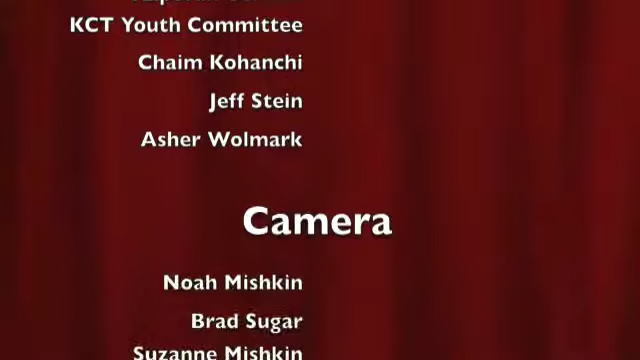 KCT Youth Committee
Chaim Kohanchi
Jeff Stein
Asher Wolmark
Camera
Noah Mishkin
Brad Sugar
Suzanne Mishkin